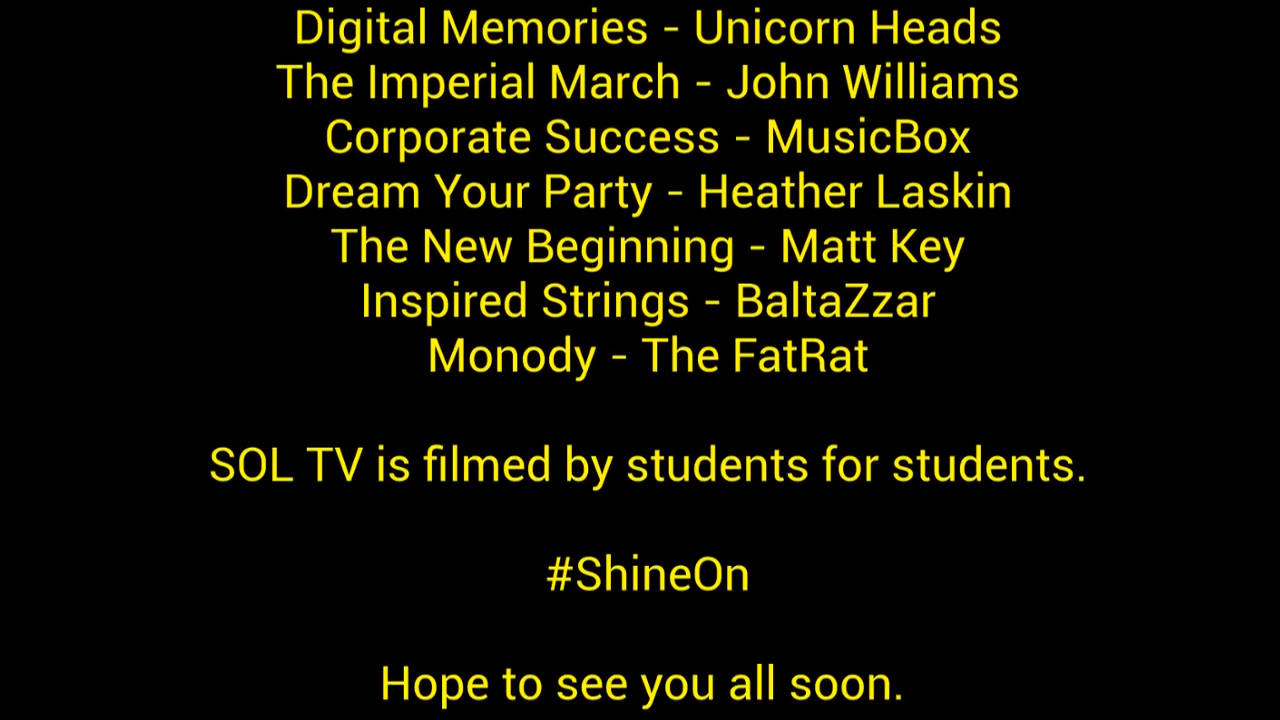 Digital Memories - Unicorn Heads
The Imperial March - John Williams
Corporate Success - MusicBox
Dream Your Party - Heather Laskin
The New Beginning - Matt Key
Inspired Strings - BaltaZzar
Monody - The FatRat
SOL TV is filmed by students for students.
#ShineOn
Hope to see you all soon.